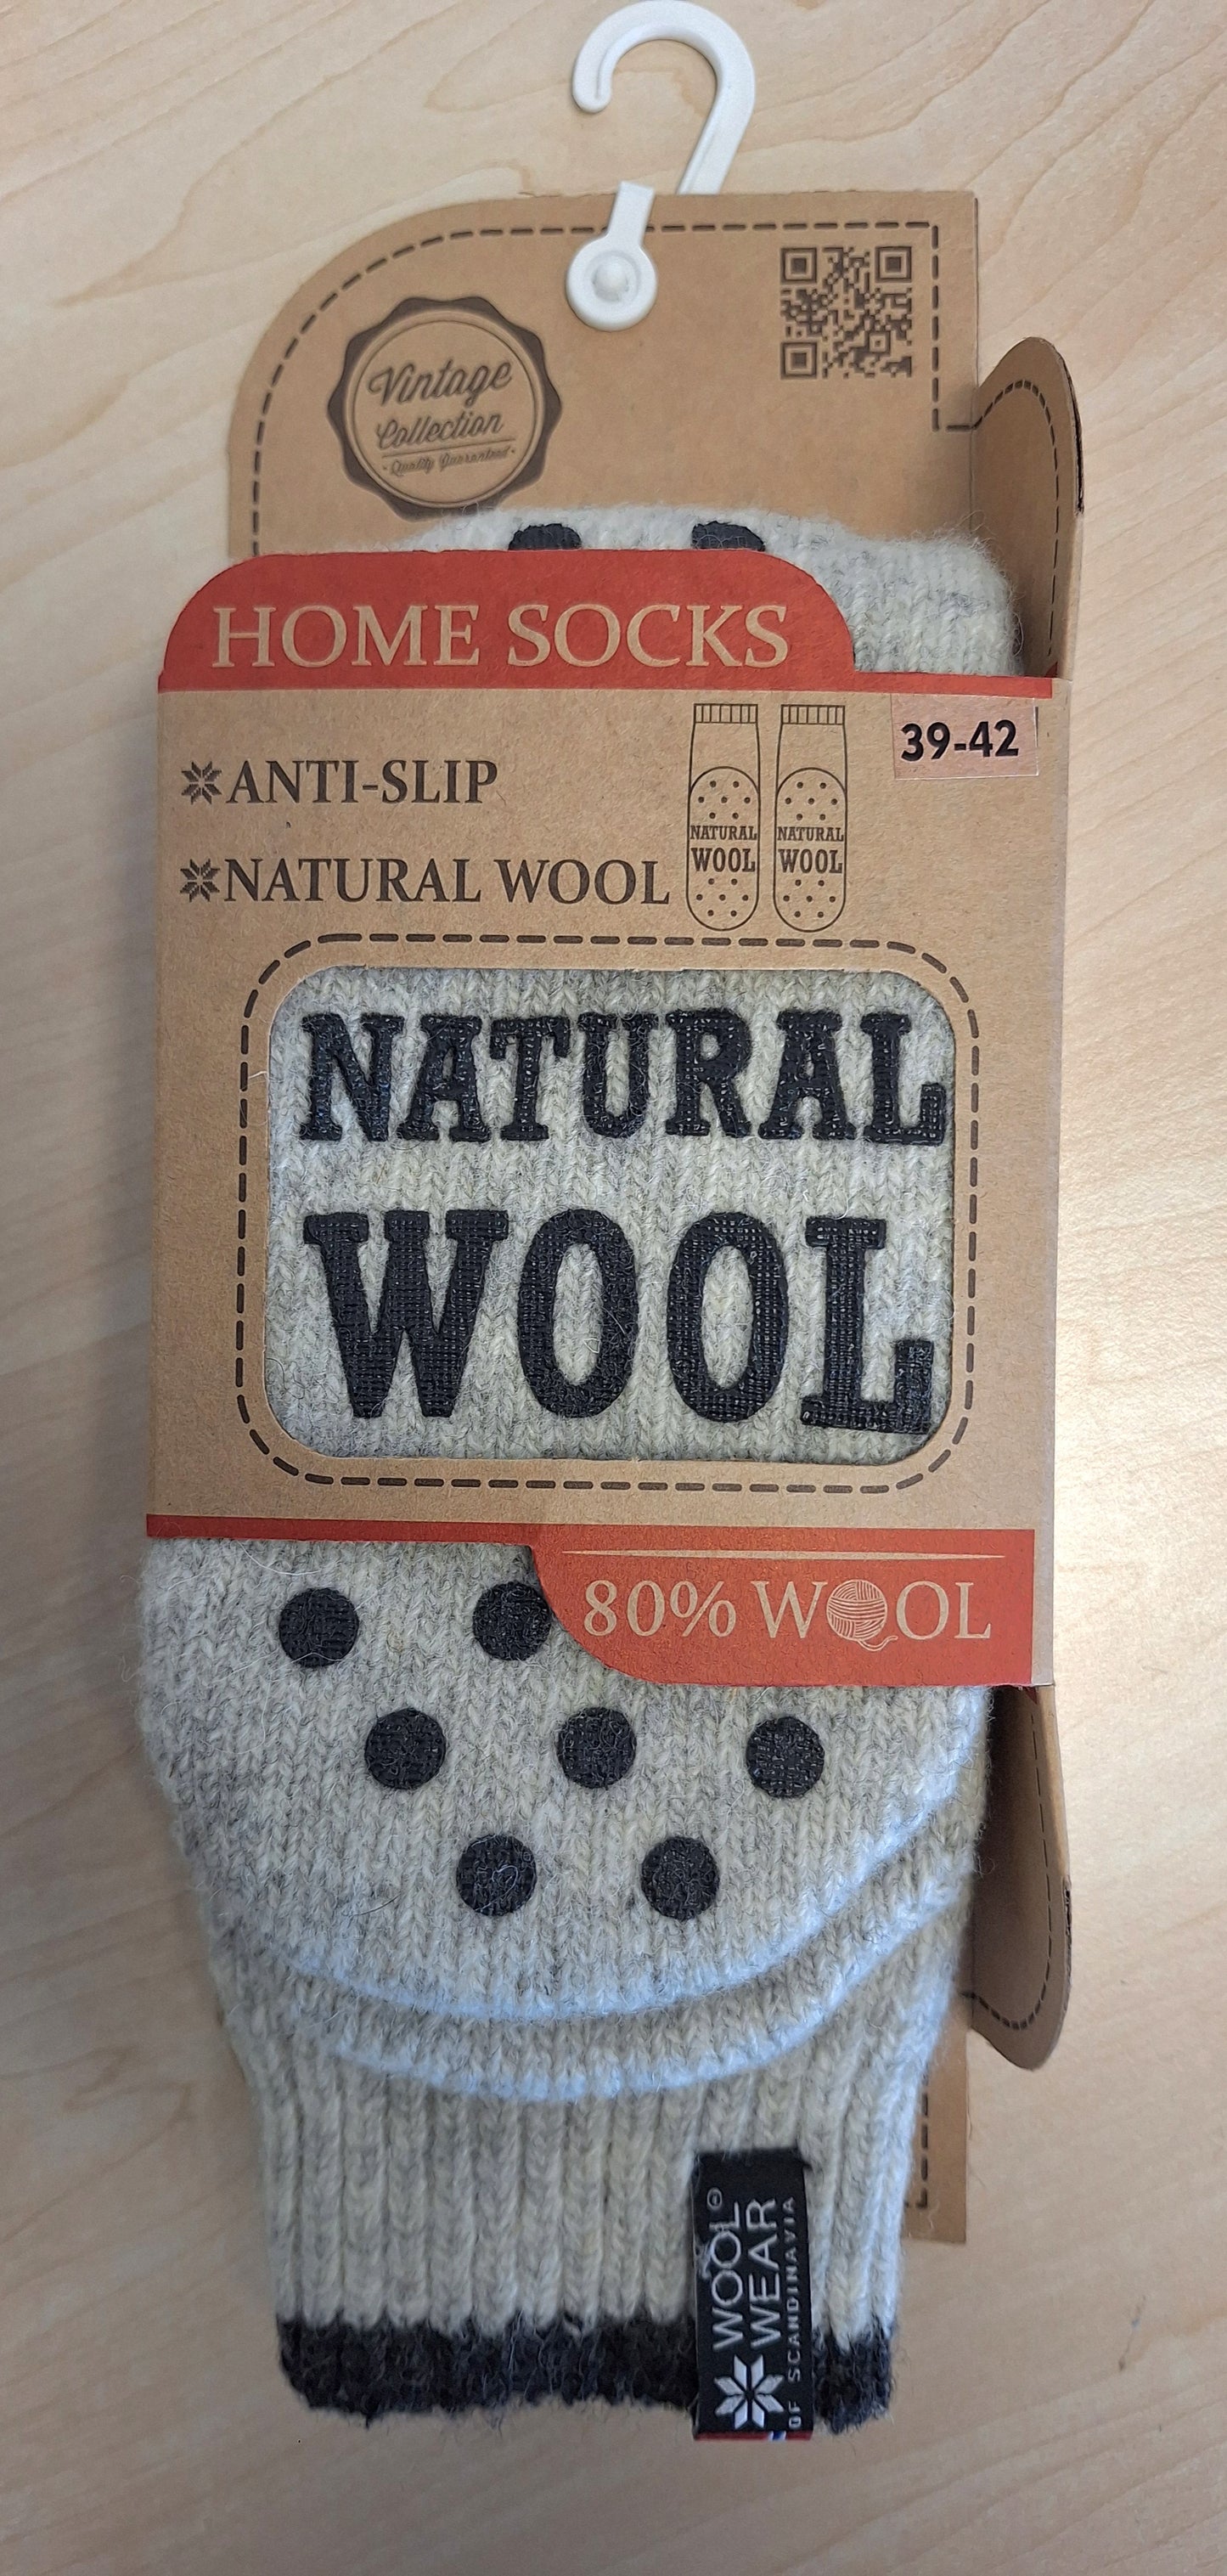 Vintage
Collection
Quality Guaranteed
HOME SOCKS
39-42
*ANTI-SLIP
*NATURAL WOOL
NATURAL
WOOL
NATURAL
WOOL
NATURAL
WOOL
80% WOOL
WOOL®
WEAR
OF SCANDINAVIA